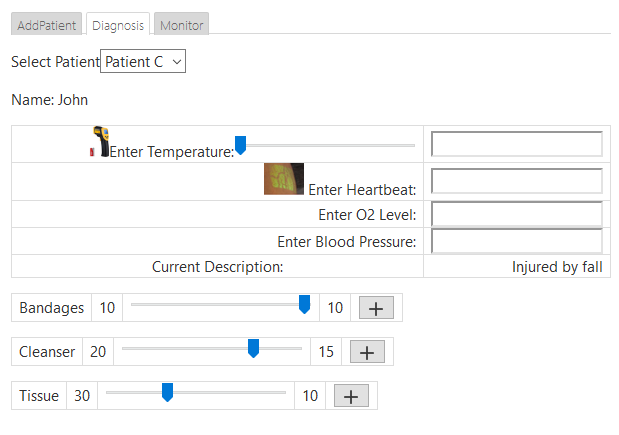 AddPatient Diagnosis Monitor
Select Patient Patient C
Name: John
Enter Temperature:
Enter Heartbeat:
Enter O2 Level:
Enter Blood Pressure:
Current Description: Injured by fall
Bandages 10 10 +
Cleanser 20 15 +
Tissue 30 10 +